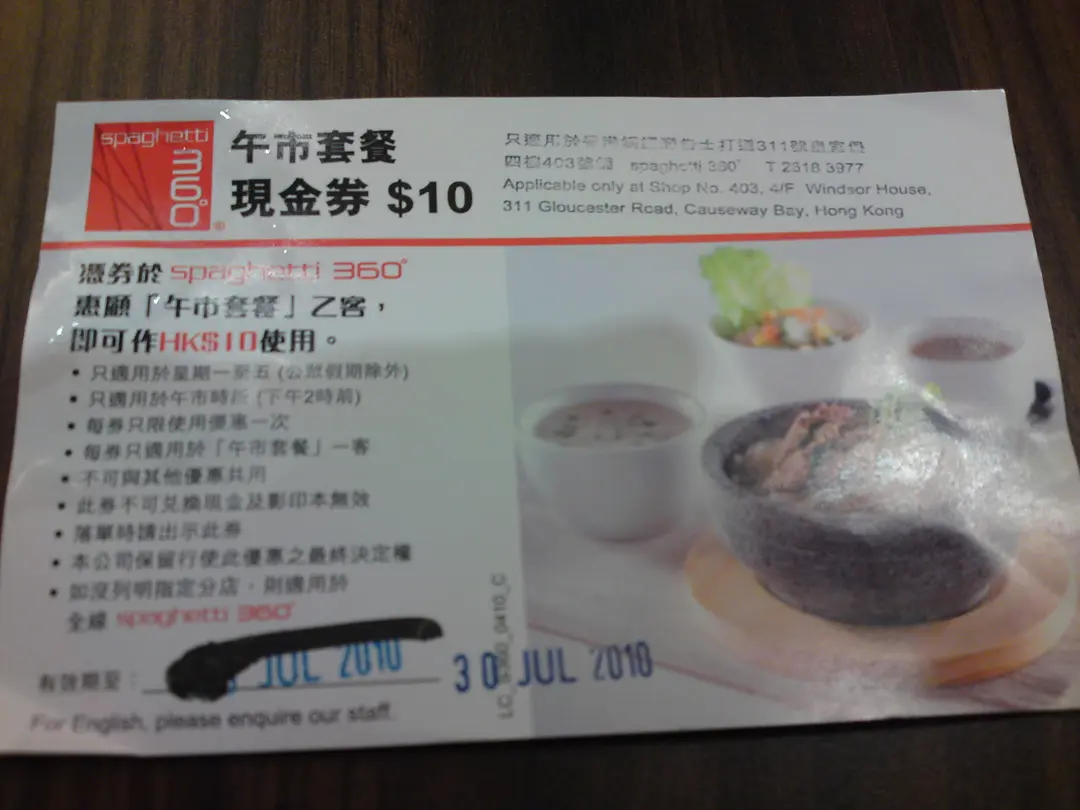 spaghetti
360°
®
午市套餐
現金券 $10
只適用於香港銅鑼灣告士打道311號皇室堡
四樓403號舖 spaghetti 360° T 2618 3977
Applicable only at Shop No. 403, 4/F Windsor House,
311 Gloucester Road, Causeway Bay, Hong Kong
憑券於 spaghetti 360°
惠顧「午市套餐」之客，
即可作HK$10使用。
• 只適用於星期一至五 (公眾假期除外)
• 只適用於午市時段 (下午2時前)
• 每券只限使用優惠一次
• 每券只適用於「午市套餐」一客
• 不可與其他優惠共用
• 此券不可兌換現金及影印本無效
• 落單時請出示此券
• 本公司保留行使此優惠之最終決定權
• 如沒列明指定分店，則適用於
全線 spaghetti 360°
有效期至： JUL 2010 30 JUL 2010
For English, please enquire our staff.
LC_S360_0410_C